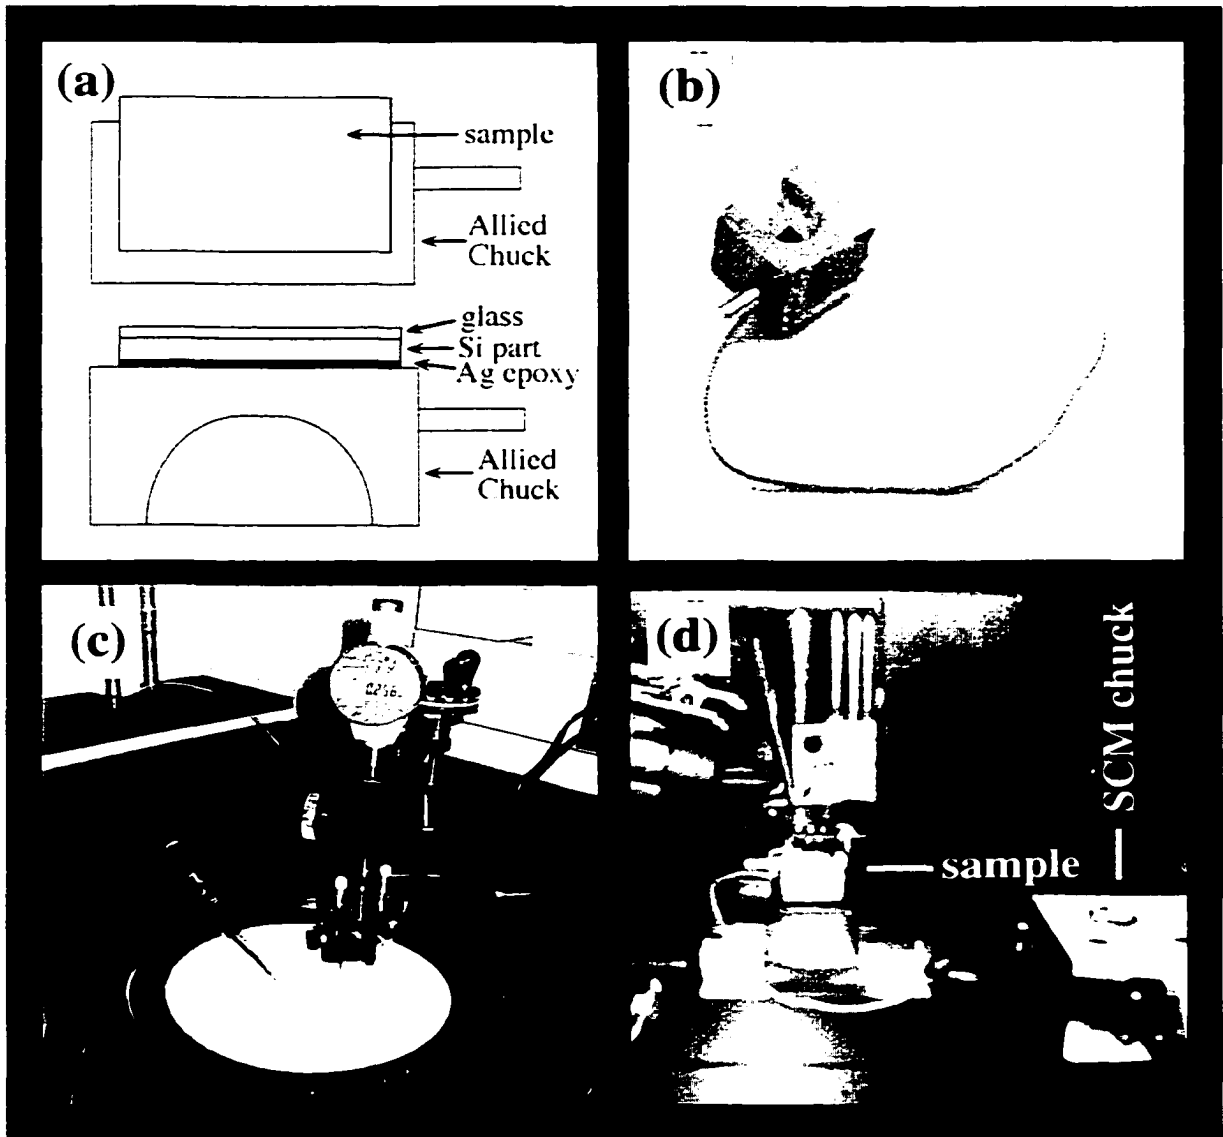 (a)
sample
Allied
Chuck
glass
Si part
Ag epoxy
Allied
Chuck
(b)
(c)
(d)
sample
SCM chuck